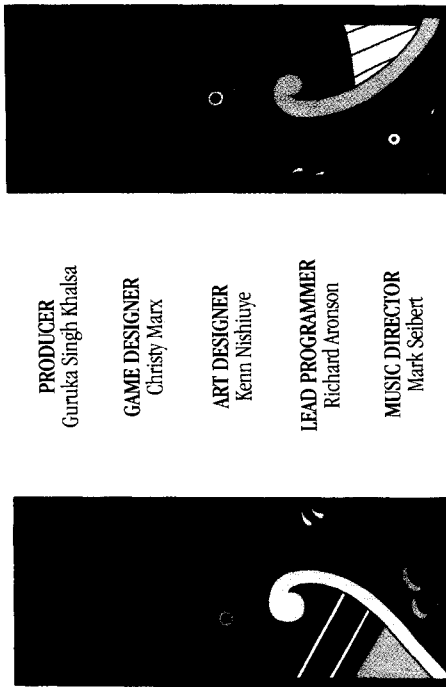 PRODUCER
Guruka Singh Khalsa
GAME DESIGNER
Christy Marx
ART DESIGNER
Kenn Nishiuye
LEAD PROGRAMMER
Richard Aronson
MUSIC DIRECTOR
Mark Seibert